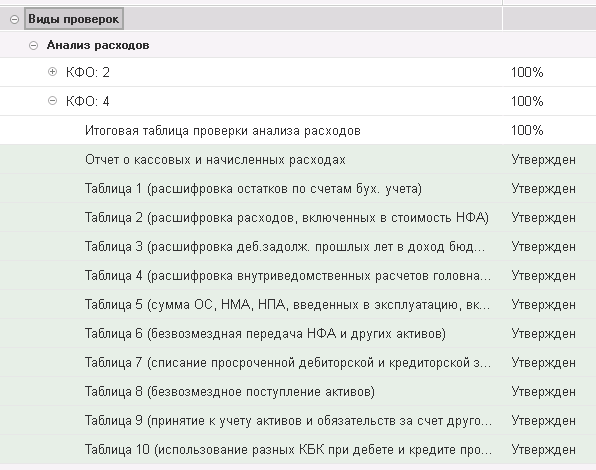 Виды проверок
Анализ расходов
КФО: 2 100%
КФО: 4 100%
Итоговая таблица проверки анализа расходов 100%
Отчет о кассовых и начисленных расходах Утвержден
Таблица 1 (расшифровка остатков по счетам бух. учета) Утвержден
Таблица 2 (расшифровка расходов, включенных в стоимость НФА) Утвержден
Таблица 3 (расшифровка деб.задолж. прошлых лет в доход бюд... Утвержден
Таблица 4 (расшифровка внутриведомственных расчетов головна... Утвержден
Таблица 5 (сумма ОС, НМА, НПА, введенных в эксплуатацию, вк... Утвержден
Таблица 6 (безвозмездная передача НФА и других активов) Утвержден
Таблица 7 (списание просроченной дебиторской и кредиторской з... Утвержден
Таблица 8 (безвозмездное поступление активов) Утвержден
Таблица 9 (принятие к учету активов и обязательств за счет друго... Утвержден
Таблица 10 (использование разных КБК при дебете и кредите про... Утвержден